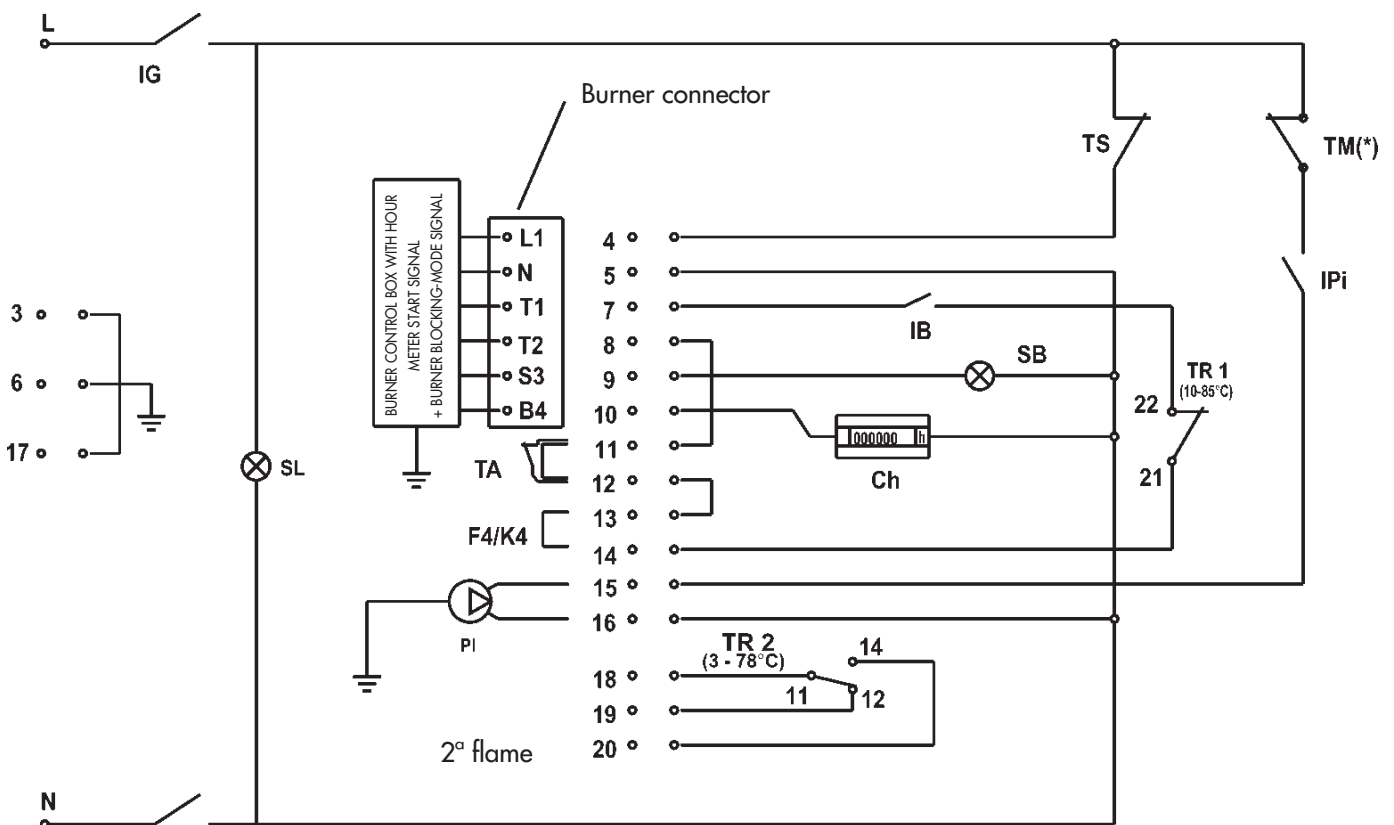 L
IG
Burner connector
TS
TM(*)
BURNER CONTROL BOX WITH HOUR
METER START SIGNAL
+ BURNER BLOCKING-MODE SIGNAL
L1
N
T1
T2
S3
B4
4
5
7
8
9
10
11
12
13
14
15
16
18
19
20
IPi
IB
SB
TR 1
(10-85°C)
22
21
000000 h
Ch
3
6
17
SL
TA
F4/K4
PI
TR 2
(3 - 78°C)
14
11
12
2ª flame
N